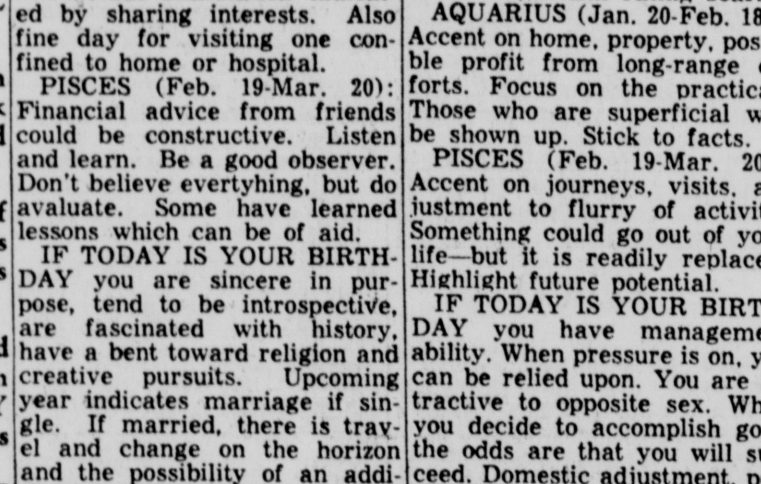 ed by sharing interests. Also
fine day for visiting one con-
fined to home or hospital.
PISCES (Feb. 19-Mar. 20):
Financial advice from friends
could be constructive. Listen
and learn. Be a good observer.
Don't believe evertyhing, but do
avaluate. Some have learned
lessons which can be of aid.
IF TODAY IS YOUR BIRTH-
DAY you are sincere in pur-
pose, tend to be introspective,
are fascinated with history,
have a bent toward religion and
creative pursuits. Upcoming
year indicates marriage if sin-
gle. If married, there is trav-
el and change on the horizon
and the possibility of an addi-
AQUARIUS (Jan. 20-Feb. 18
Accent on home, property, pos
ble profit from long-range
forts. Focus on the practica
Those who are superficial w
be shown up. Stick to facts.
PISCES (Feb. 19-Mar. 20
Accent on journeys, visits, a
justment to flurry of activit
Something could go out of yo
life—but it is readily replace
Highlight future potential.
IF TODAY IS YOUR BIRT
DAY you have manageme
ability. When pressure is on, y
can be relied upon. You are
tractive to opposite sex. Wh
you decide to accomplish go
the odds are that you will su
ceed. Domestic adjustment, p